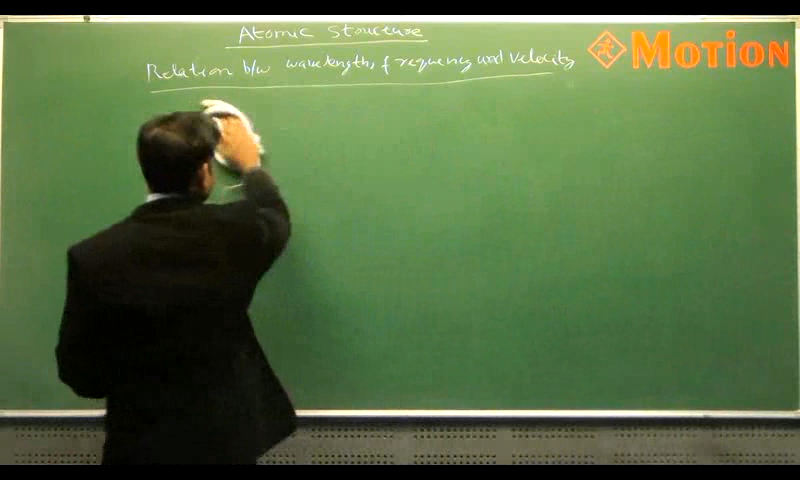 Atomic Structure
Relation b/w wavelength, frequency and velocity
MOTION